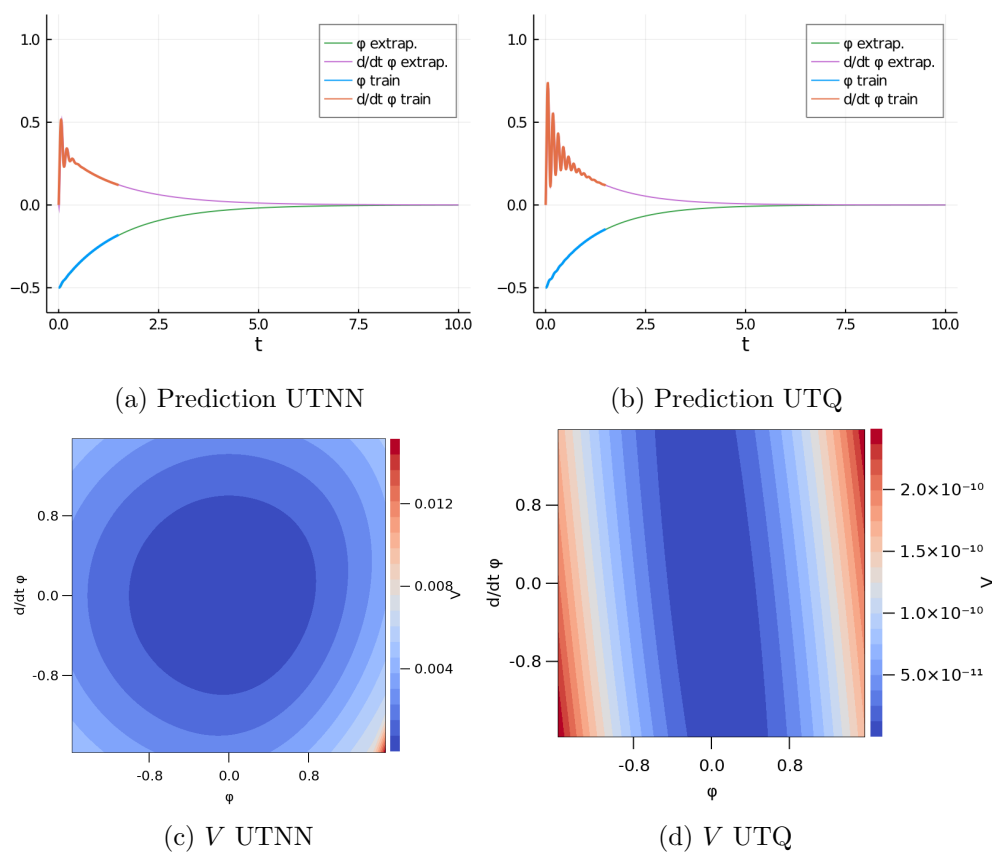 1.0
0.5
0.0
−0.5
0.0 2.5 5.0 7.5 10.0
t
φ extrap.
d/dt φ extrap.
φ train
d/dt φ train
(a) Prediction UTNN
1.0
0.5
0.0
−0.5
0.0 2.5 5.0 7.5 10.0
t
φ extrap.
d/dt φ extrap.
φ train
d/dt φ train
(b) Prediction UTQ
d/dt φ
0.8
0.0
-0.8
-0.8 0.0 0.8
φ
0.012
0.008
0.004
V
(c) V UTNN
d/dt φ
0.8
0.0
-0.8
-0.8 0.0 0.8
φ
2.0×10⁻¹⁰
1.5×10⁻¹⁰
1.0×10⁻¹⁰
5.0×10⁻¹¹
V
(d) V UTQ